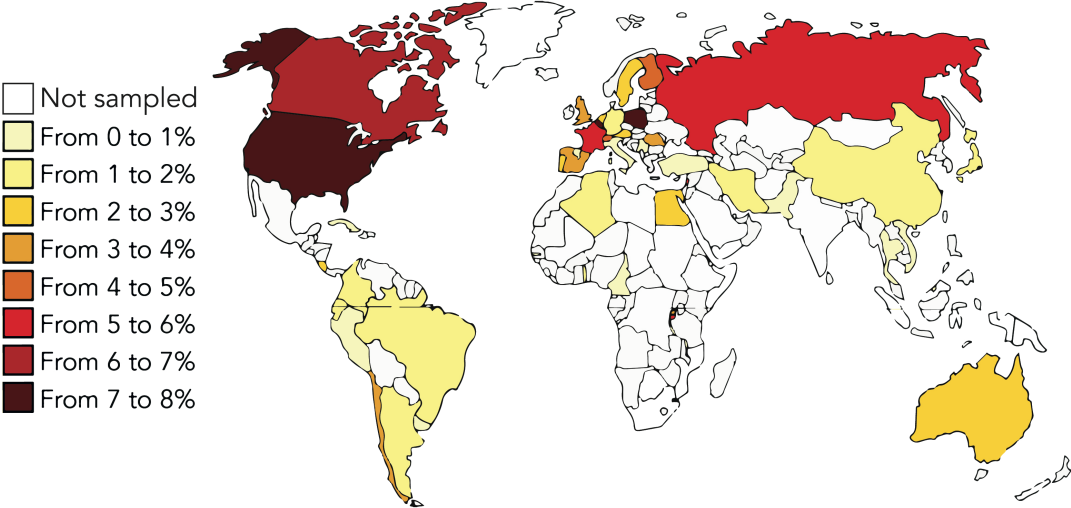 Not sampled
From 0 to 1%
From 1 to 2%
From 2 to 3%
From 3 to 4%
From 4 to 5%
From 5 to 6%
From 6 to 7%
From 7 to 8%